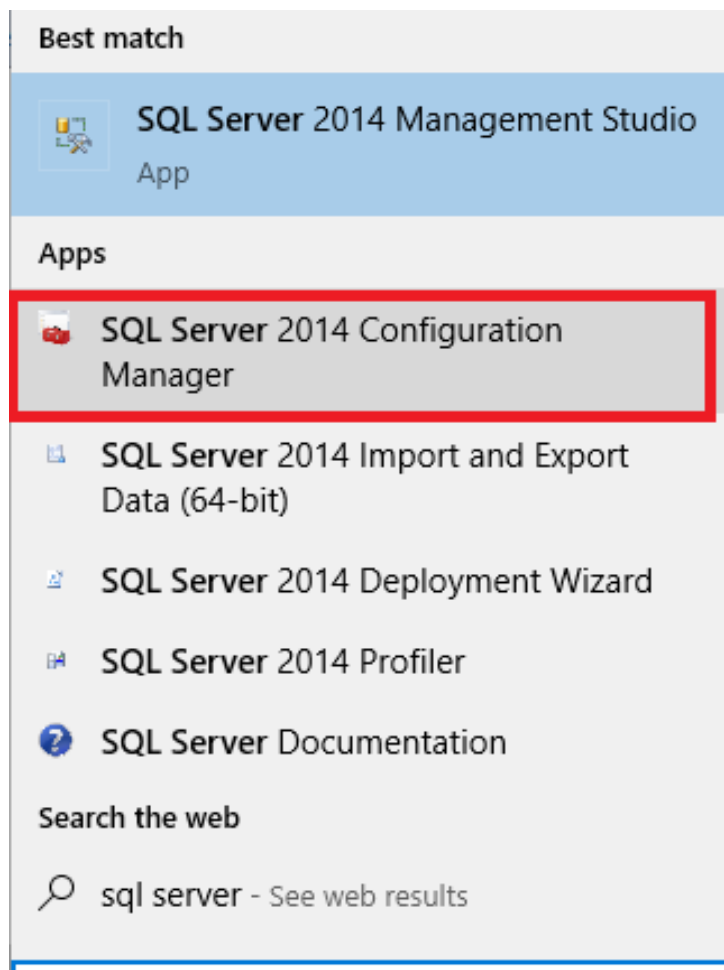 Best match
SQL Server 2014 Management Studio
App
Apps
SQL Server 2014 Configuration
Manager
SQL Server 2014 Import and Export
Data (64-bit)
SQL Server 2014 Deployment Wizard
SQL Server 2014 Profiler
SQL Server Documentation
Search the web
sql server - See web results